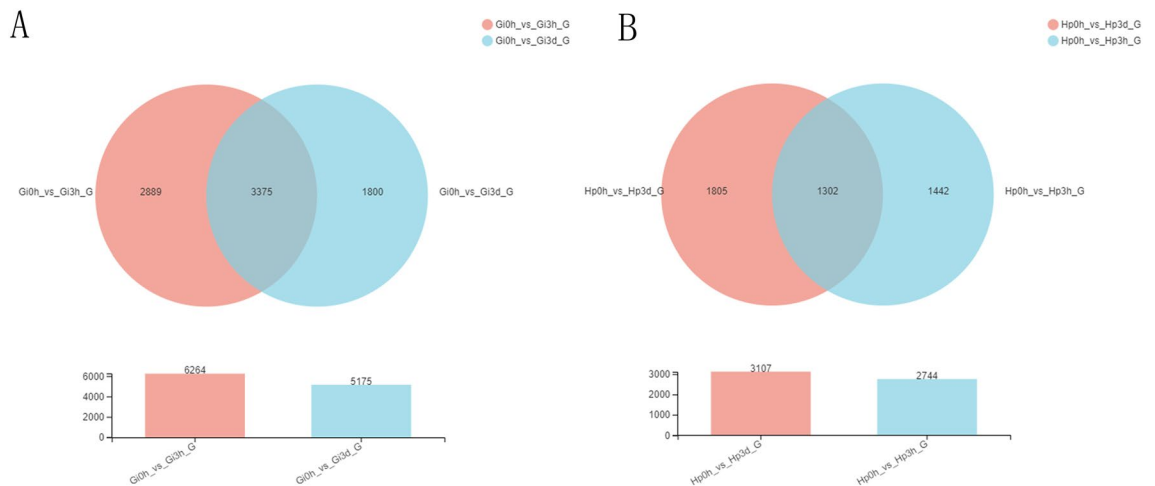 A
Gi0h_vs_Gi3h_G
Gi0h_vs_Gi3d_G
Gi0h_vs_Gi3h_G
2889
3375
1800
Gi0h_vs_Gi3d_G
6000
4000
2000
0
6264
5175
Gi0h_vs_Gi3h_G
Gi0h_vs_Gi3d_G
B
Hp0h_vs_Hp3d_G
Hp0h_vs_Hp3h_G
Hp0h_vs_Hp3d_G
1805
1302
1442
Hp0h_vs_Hp3h_G
3000
2000
1000
0
3107
2744
Hp0h_vs_Hp3d_G
Hp0h_vs_Hp3h_G